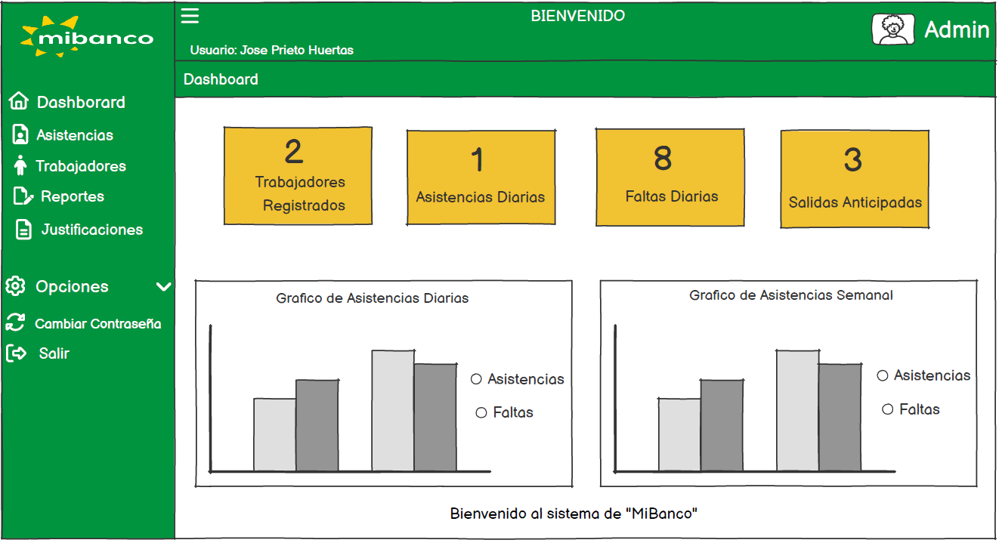 mibanco
BIENVENIDO
Admin
Usuario: Jose Prieto Huertas
Dashboard
Dashborard
Asistencias
Trabajadores
Reportes
Justificaciones
Opciones
Cambiar Contraseña
Salir
2
Trabajadores
Registrados
1
Asistencias Diarias
8
Faltas Diarias
3
Salidas Anticipadas
Grafico de Asistencias Diarias
Asistencias
Faltas
Grafico de Asistencias Semanal
Asistencias
Faltas
Bienvenido al sistema de "MiBanco"